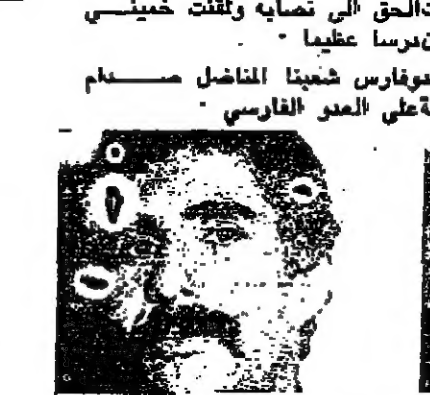 الحق الى نصابه ولقنت خميني
درسا عظيما .
وفارس شعبنا المناضل صدام
على العدو الفارسي .